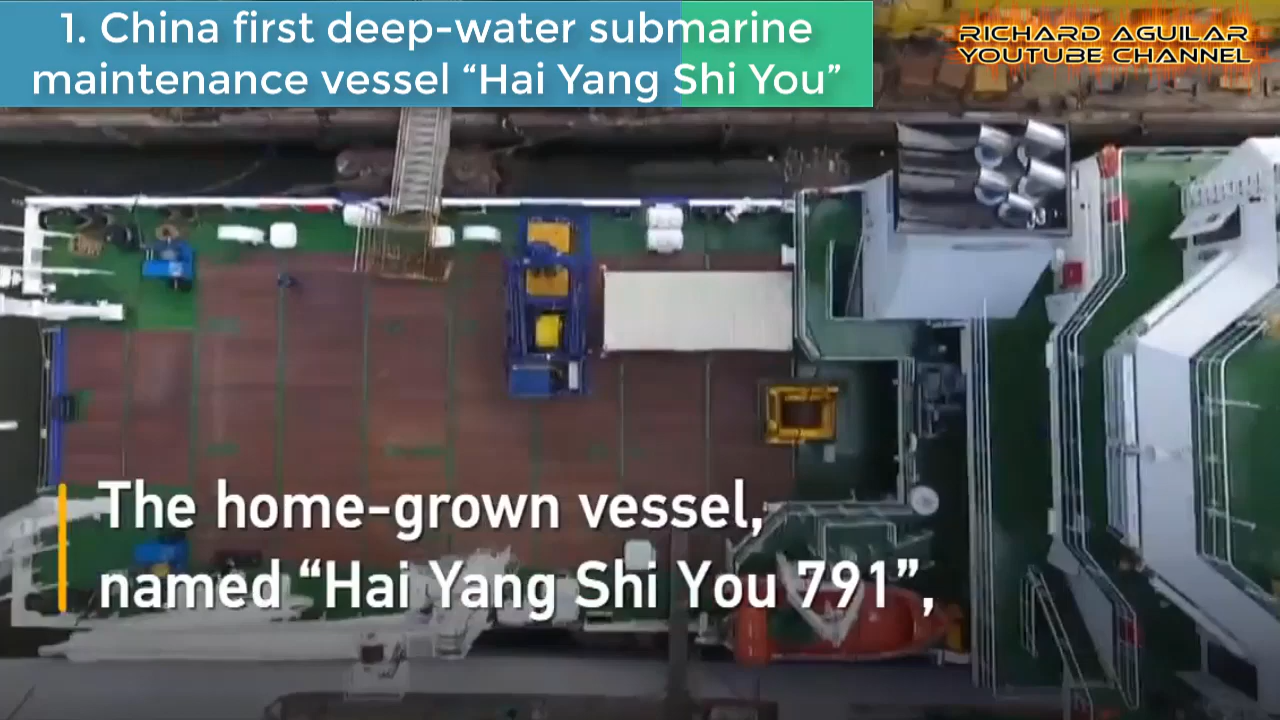 1. China first deep-water submarine
maintenance vessel “Hai Yang Shi You”
RICHARD AGUILAR
YOUTUBE CHANNEL
The home-grown vessel,
named “Hai Yang Shi You 791”,